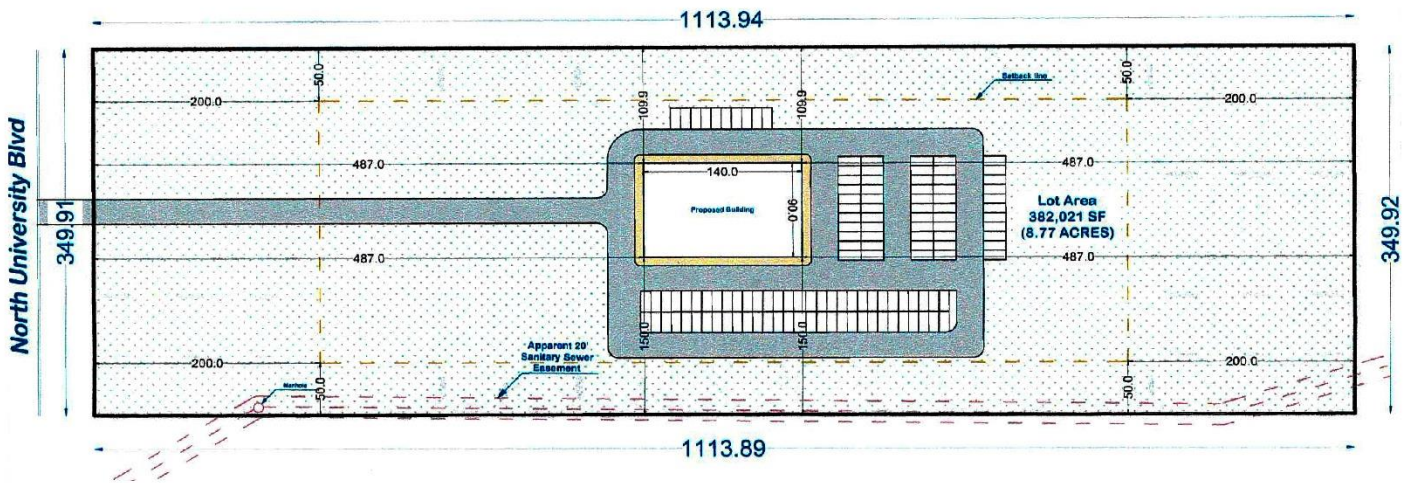 1113.94
North University Blvd
349.91
349.92
50.0
50.0
Setback line
200.0
200.0
109.9
109.9
487.0
487.0
140.0
90.0
Proposed Building
Lot Area
382,021 SF
(8.77 ACRES)
487.0
487.0
150.0
150.0
Apparent 20'
Sanitary Sewer
Easement
200.0
200.0
Manhole
50.0
50.0
1113.89